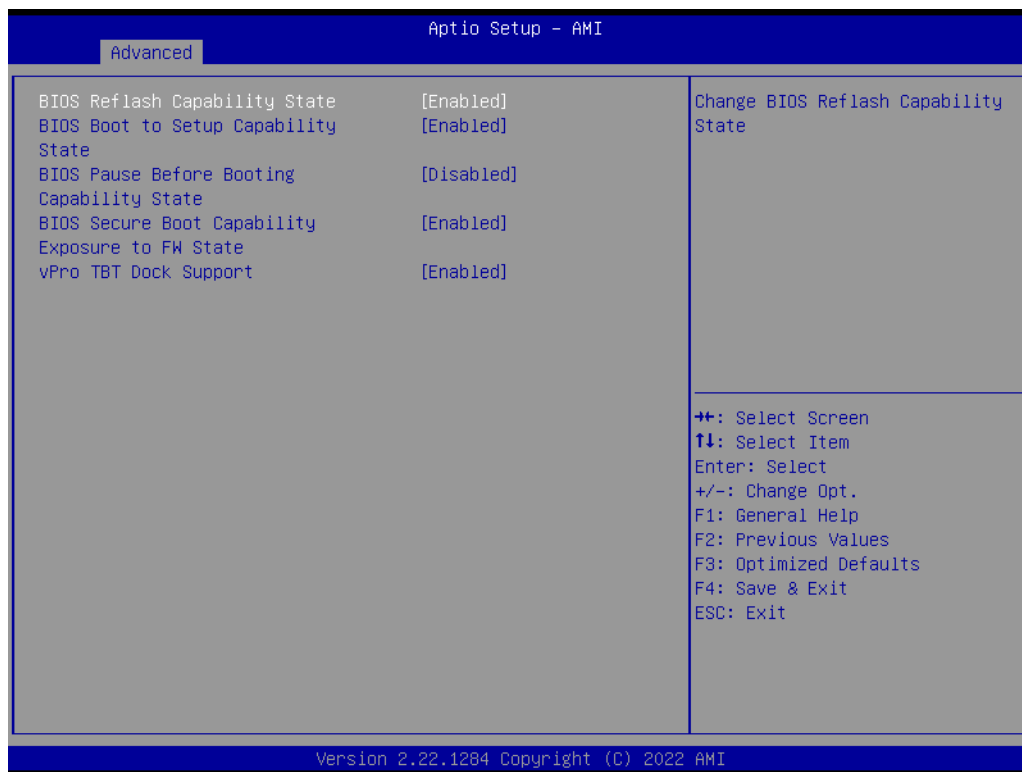 Aptio Setup – AMI
Advanced
BIOS Reflash Capability State [Enabled]
BIOS Boot to Setup Capability [Enabled]
State
BIOS Pause Before Booting [Disabled]
Capability State
BIOS Secure Boot Capability [Enabled]
Exposure to FW State
vPro TBT Dock Support [Enabled]
Change BIOS Reflash Capability
State
→←: Select Screen
↑↓: Select Item
Enter: Select
+/-: Change Opt.
F1: General Help
F2: Previous Values
F3: Optimized Defaults
F4: Save & Exit
ESC: Exit
Version 2.22.1284 Copyright (C) 2022 AMI